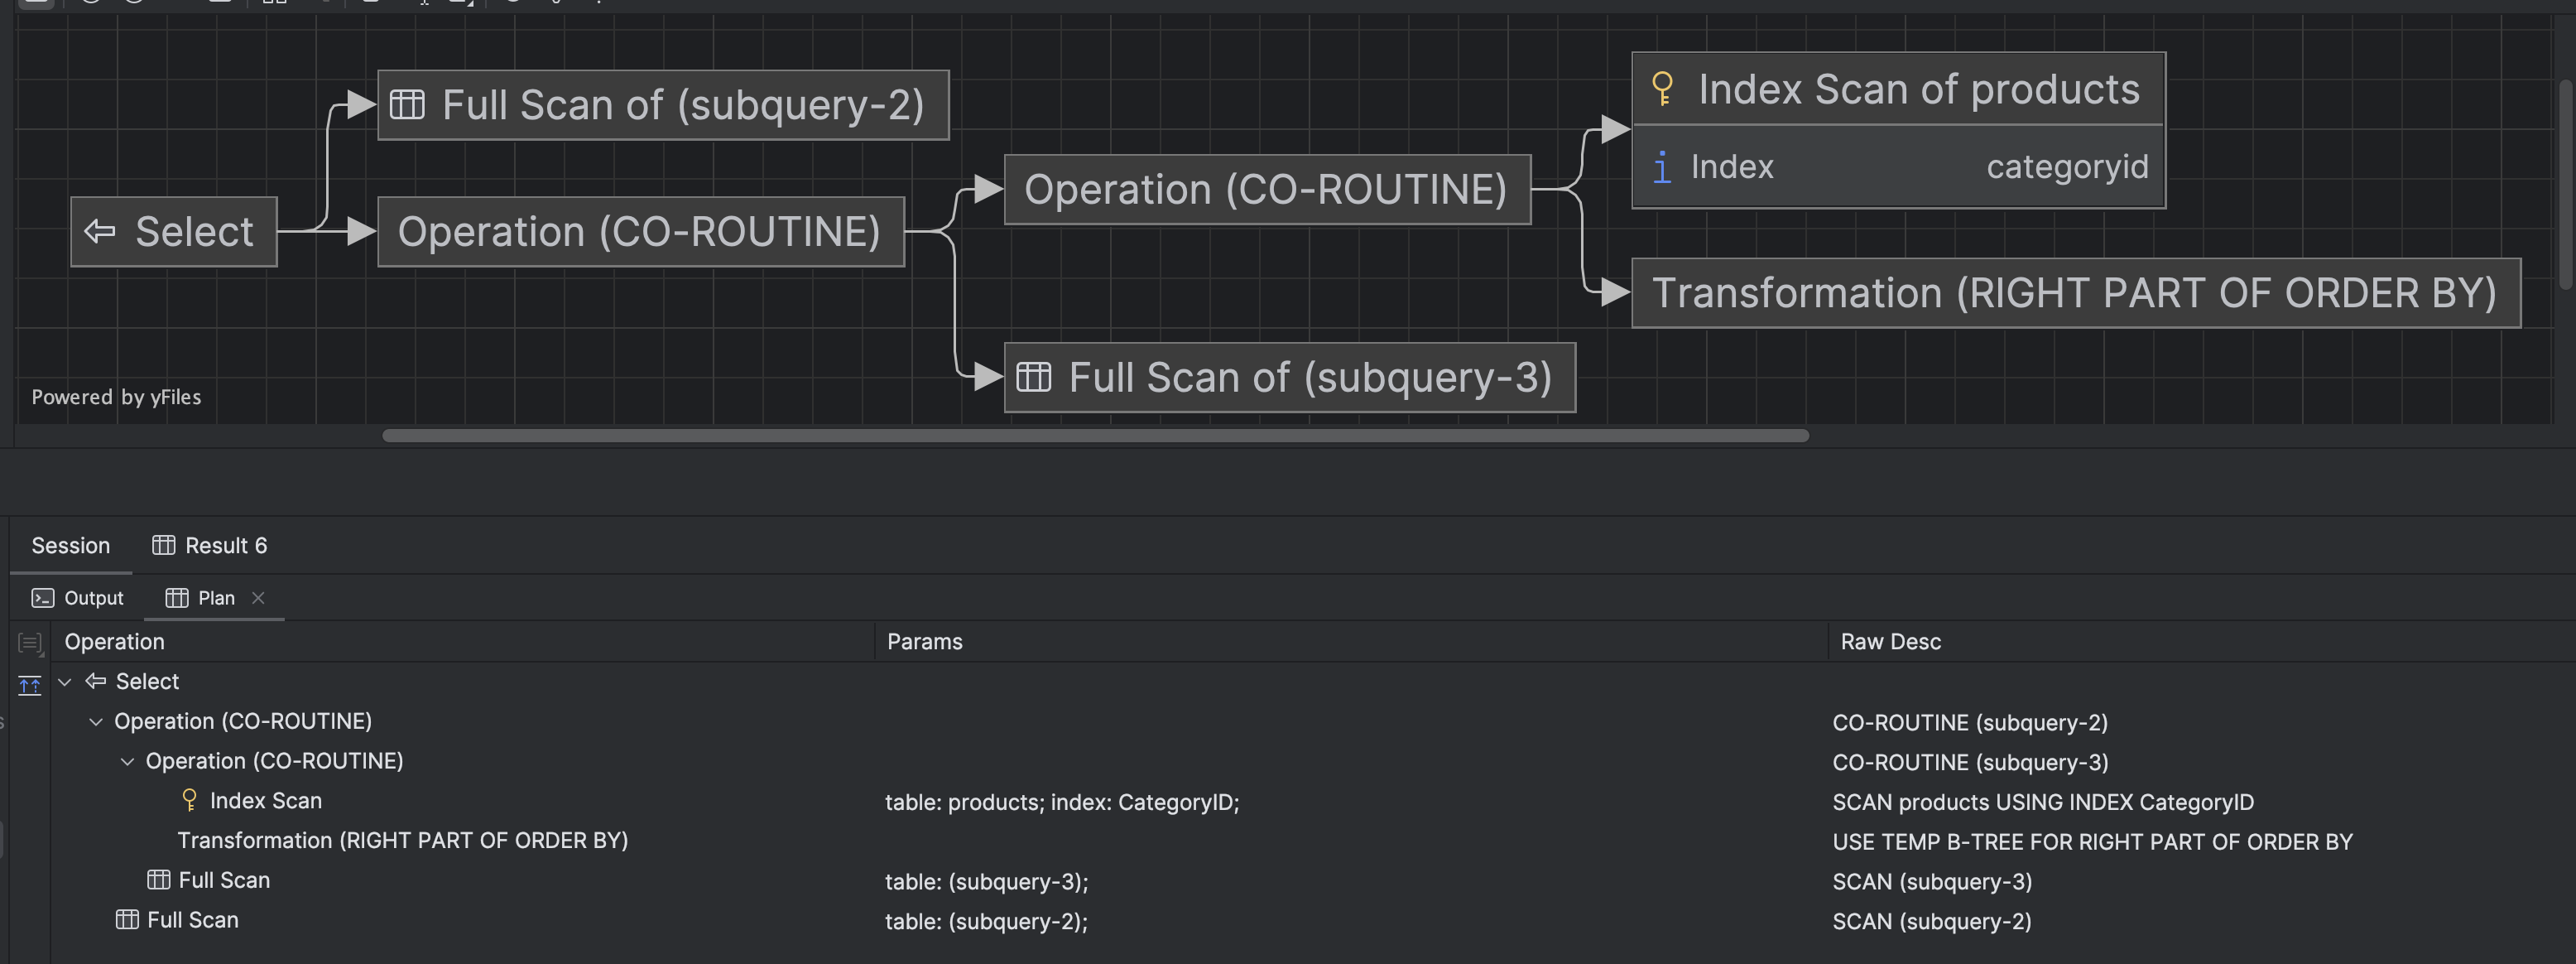 Index Scan of products
Full Scan of (subquery-2)
Index categoryid
Operation (CO-ROUTINE)
Select
Operation (CO-ROUTINE)
Transformation (RIGHT PART OF ORDER BY)
Full Scan of (subquery-3)
Powered by yFiles
Session Result 6
Output Plan
Operation Params Raw Desc
Select
Operation (CO-ROUTINE) CO-ROUTINE (subquery-2)
Operation (CO-ROUTINE) CO-ROUTINE (subquery-3)
Index Scan table: products; index: CategoryID; SCAN products USING INDEX CategoryID
Transformation (RIGHT PART OF ORDER BY) USE TEMP B-TREE FOR RIGHT PART OF ORDER BY
Full Scan table: (subquery-3); SCAN (subquery-3)
Full Scan table: (subquery-2); SCAN (subquery-2)